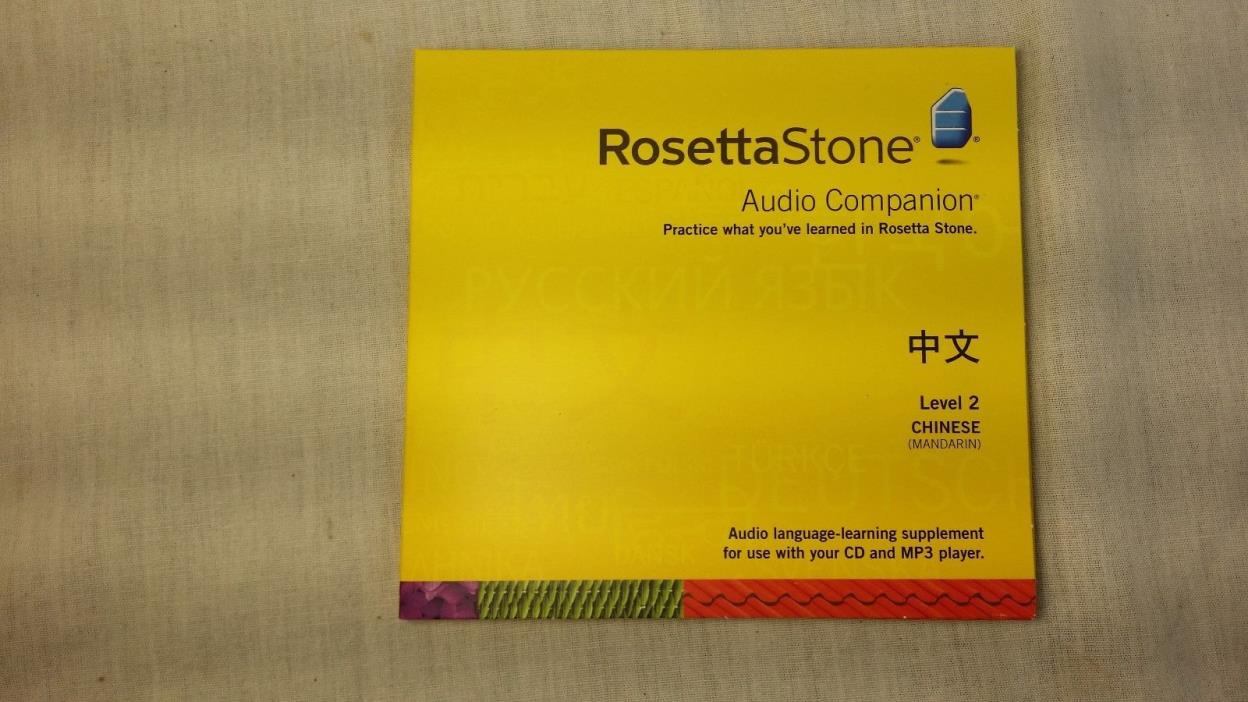 RosettaStone®
Audio Companion®
Practice what you've learned in Rosetta Stone.
РУССКИЙ ЯЗЫК
中文
Level 2
CHINESE
(MANDARIN)
TÜRKÇE
DEUTSCH
Audio language-learning supplement
for use with your CD and MP3 player.